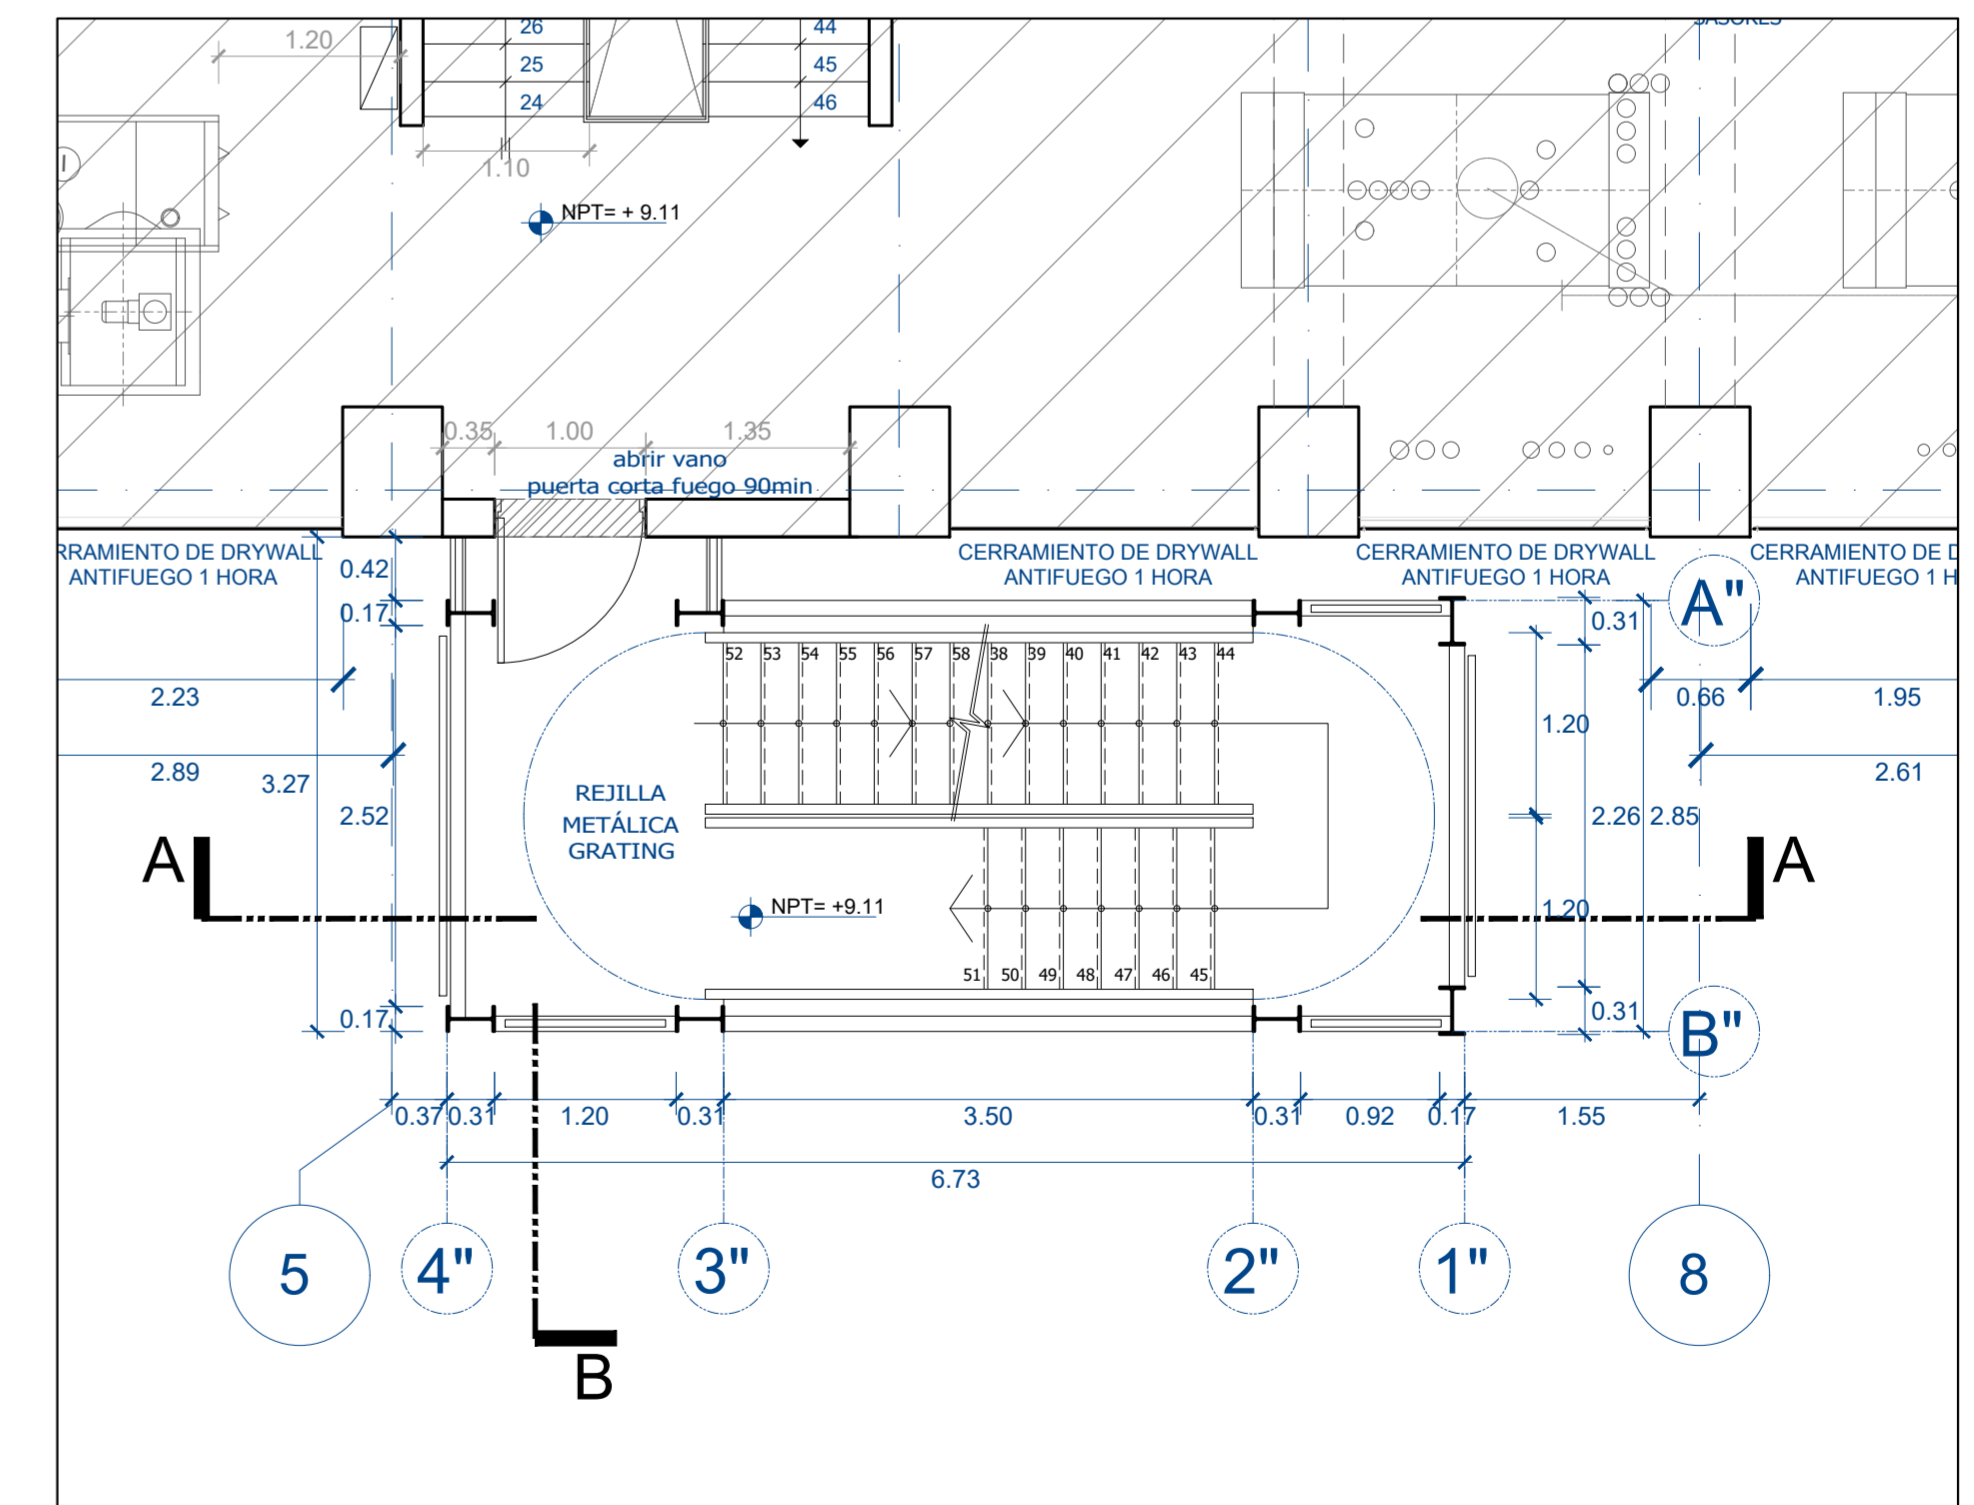 1.20
26
25
24
44
45
46
1.10
NPT= + 9.11
0.35
1.00
1.35
abrir vano
puerta corta fuego 90min
RRAMIENTO DE DRYWALL
ANTIFUEGO 1 HORA
CERRAMIENTO DE DRYWALL
ANTIFUEGO 1 HORA
CERRAMIENTO DE DRYWALL
ANTIFUEGO 1 HORA
CERRAMIENTO DE D
ANTIFUEGO 1 H
0.42
0.17
A"
0.31
52 53 54 55 56 57 58 38 39 40 41 42 43 44
2.23
0.66
1.95
1.20
2.89
3.27
2.61
REJILLA
METÁLICA
GRATING
2.52
2.26
2.85
A
A
NPT= +9.11
1.20
51 50 49 48 47 46 45
0.17
0.31
B"
0.37 0.31 1.20 0.31 3.50 0.31 0.92 0.17 1.55
6.73
5 4" 3" 2" 1" 8
B